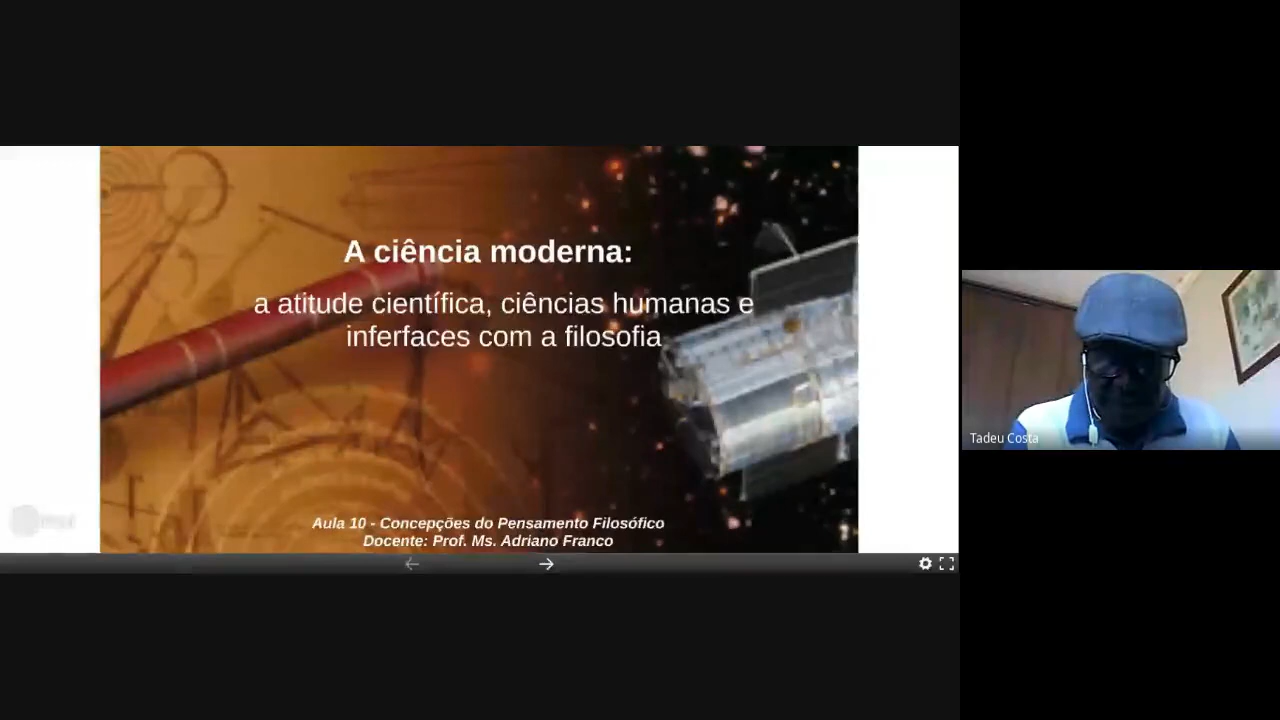 A ciência moderna:
a atitude científica, ciências humanas e
inferfaces com a filosofia
Aula 10 - Concepções do Pensamento Filosófico
Docente: Prof. Ms. Adriano Franco
Tadeu Costa